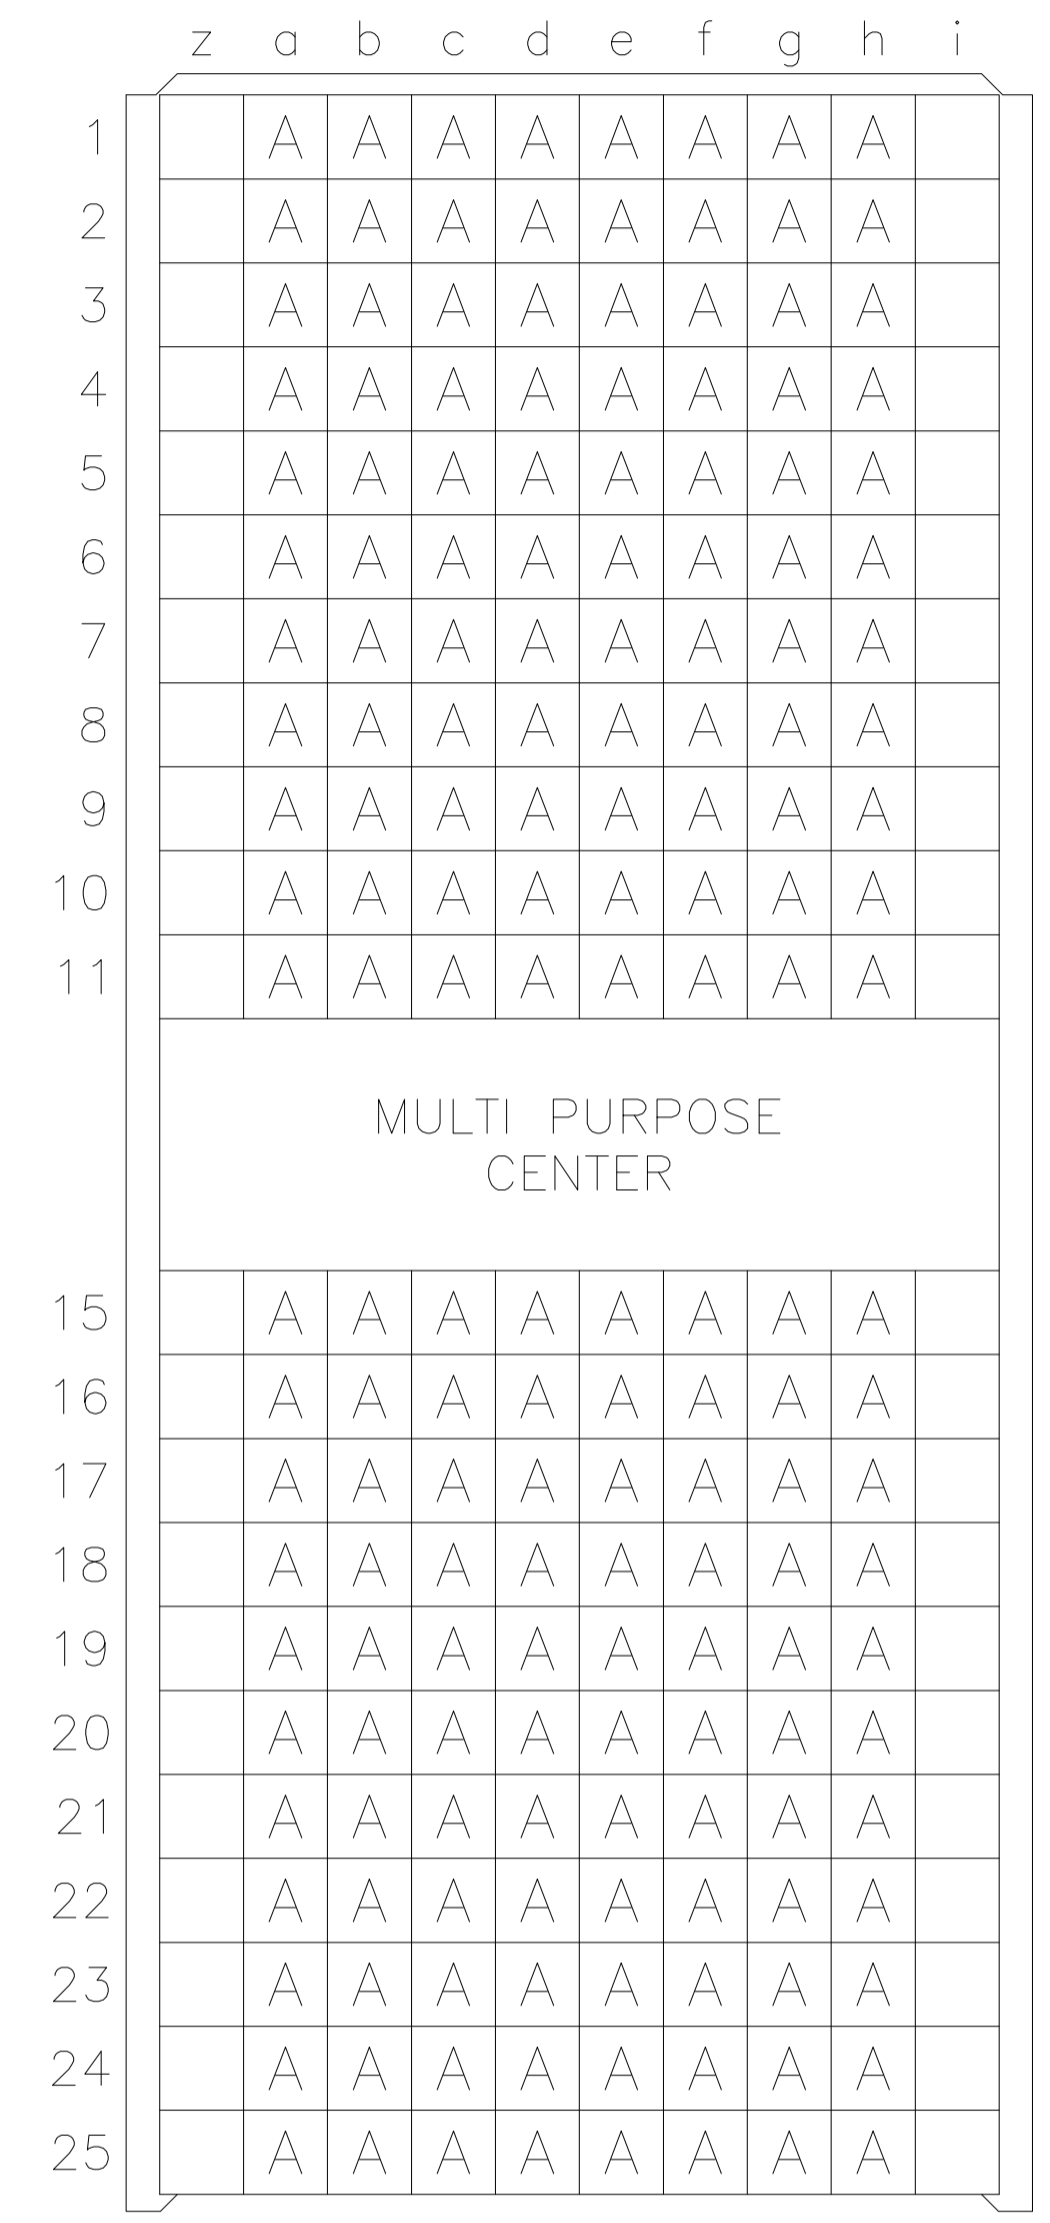 z a b c d e f g h i
1 A A A A A A A A
2 A A A A A A A A
3 A A A A A A A A
4 A A A A A A A A
5 A A A A A A A A
6 A A A A A A A A
7 A A A A A A A A
8 A A A A A A A A
9 A A A A A A A A
10 A A A A A A A A
11 A A A A A A A A
MULTI PURPOSE
CENTER
15 A A A A A A A A
16 A A A A A A A A
17 A A A A A A A A
18 A A A A A A A A
19 A A A A A A A A
20 A A A A A A A A
21 A A A A A A A A
22 A A A A A A A A
23 A A A A A A A A
24 A A A A A A A A
25 A A A A A A A A